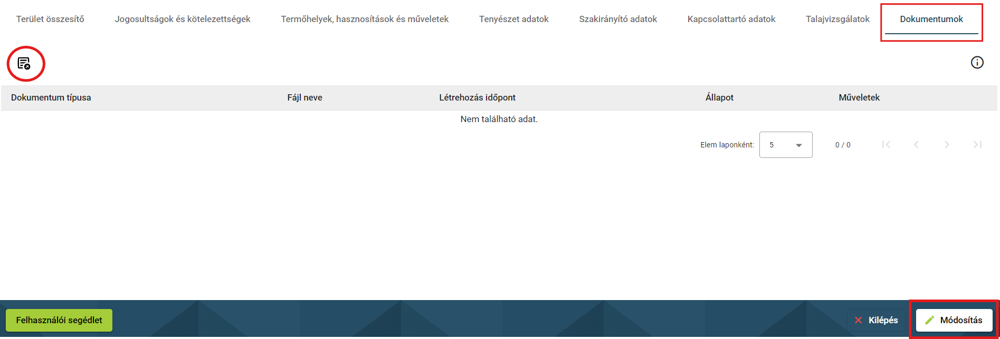 Terület összesítő Jogosultságok és kötelezettségek Termőhelyek, hasznosítások és műveletek Tenyészet adatok Szakirányító adatok Kapcsolattartó adatok Talajvizsgálatok Dokumentumok
Dokumentum típusa Fájl neve Létrehozás időpont Állapot Műveletek
Nem található adat.
Elem laponként: 5 0 / 0
Felhasználói segédlet Kilépés Módosítás